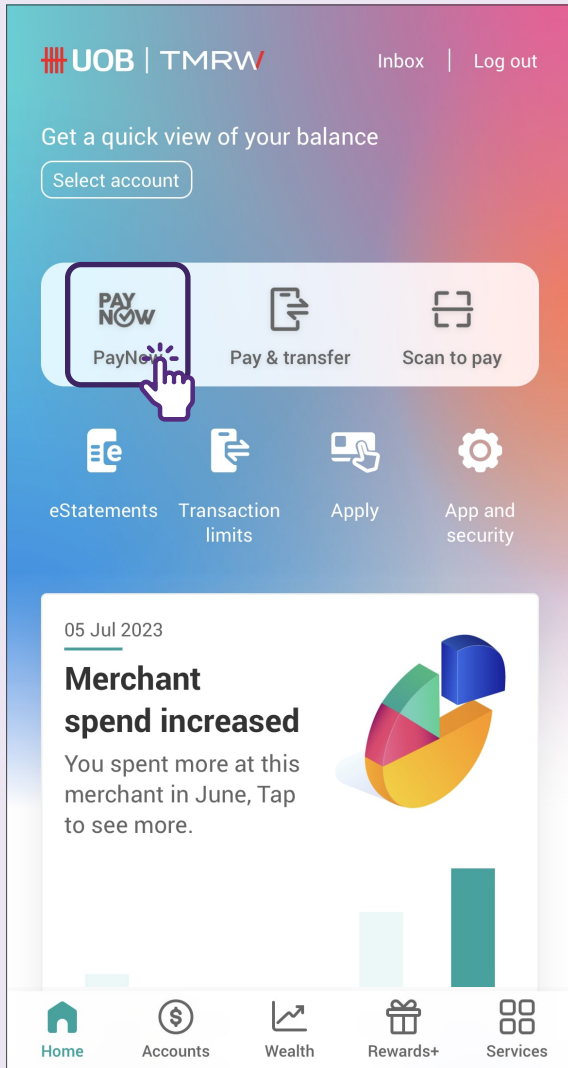 UOB | TMRW
Inbox | Log out
Get a quick view of your balance
Select account
PAY
NOW
PayNow
Pay & transfer
Scan to pay
e
eStatements
Transaction
limits
Apply
App and
security
05 Jul 2023
Merchant
spend increased
You spent more at this
merchant in June, Tap
to see more.
$
Home
Accounts
Wealth
Rewards+
Services